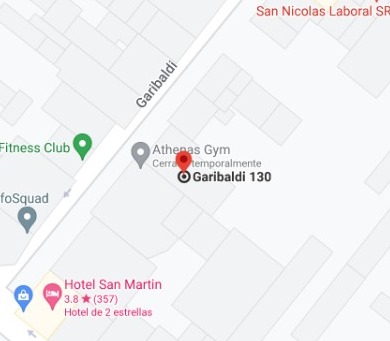 San Nicolas Laboral SR
Garibaldi
Fitness Club
Athenas Gym
temporalmente
Garibaldi 130
foSquad
Hotel San Martin
3.8 ★ (357)
Hotel de 2 estrellas